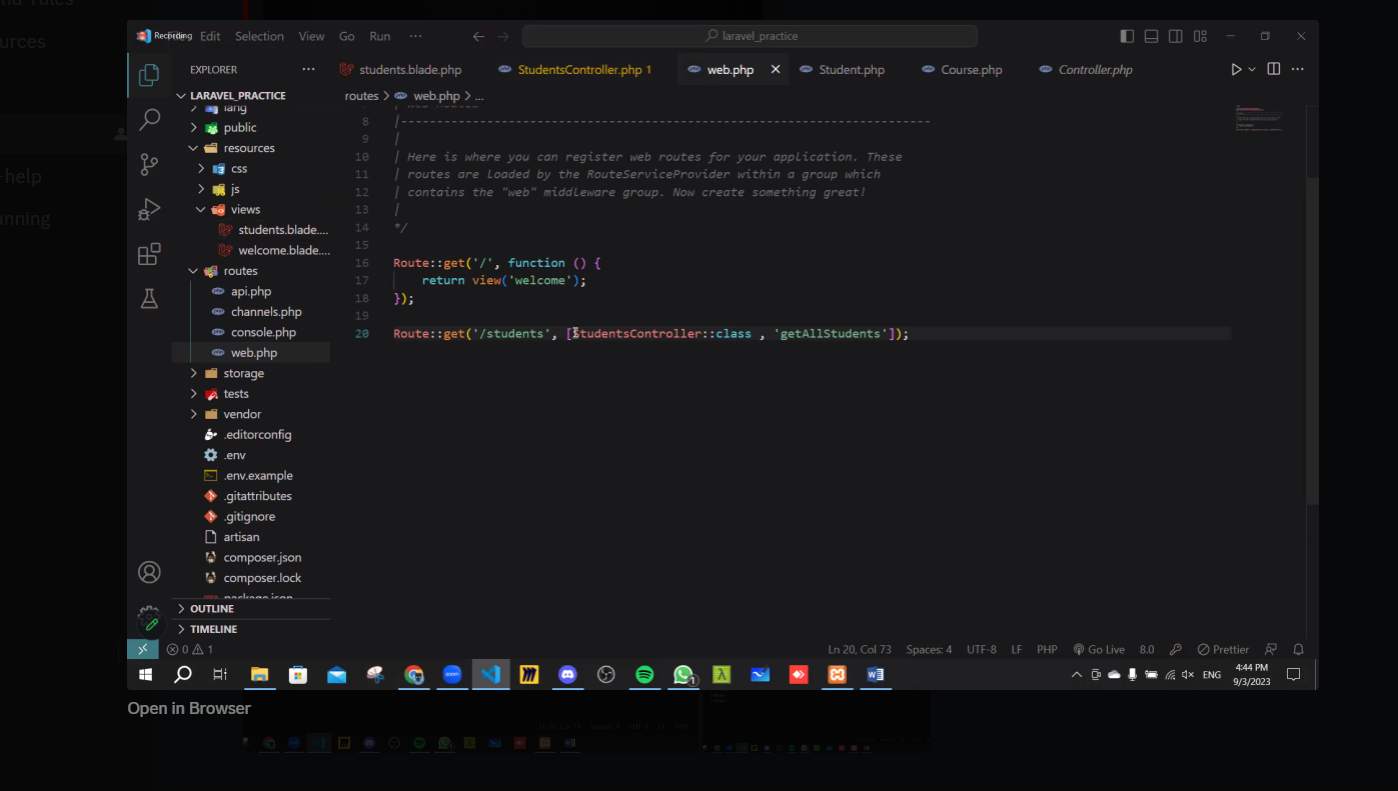 Recording
Edit Selection View Go Run ...
laravel_practice
EXPLORER
students.blade.php
StudentsController.php 1
web.php
Student.php
Course.php
Controller.php
LARAVEL_PRACTICE
routes > web.php > ...
lang
public
resources
css
js
views
students.blade....
welcome.blade....
routes
api.php
channels.php
console.php
web.php
storage
tests
vendor
.editorconfig
.env
.env.example
.gitattributes
.gitignore
artisan
composer.json
composer.lock
package.json
OUTLINE
TIMELINE
8 |--------------------------------------------------------------------------
9 |
10 | Here is where you can register web routes for your application. These
11 | routes are loaded by the RouteServiceProvider within a group which
12 | contains the "web" middleware group. Now create something great!
13 |
14 */
15
16 Route::get('/', function () {
17 return view('welcome');
18 });
19
20 Route::get('/students', [StudentsController::class , 'getAllStudents']);
0 1
Ln 20, Col 73 Spaces: 4 UTF-8 LF PHP Go Live 8.0 Prettier
ENG
4:44 PM
9/3/2023
Open in Browser
-help